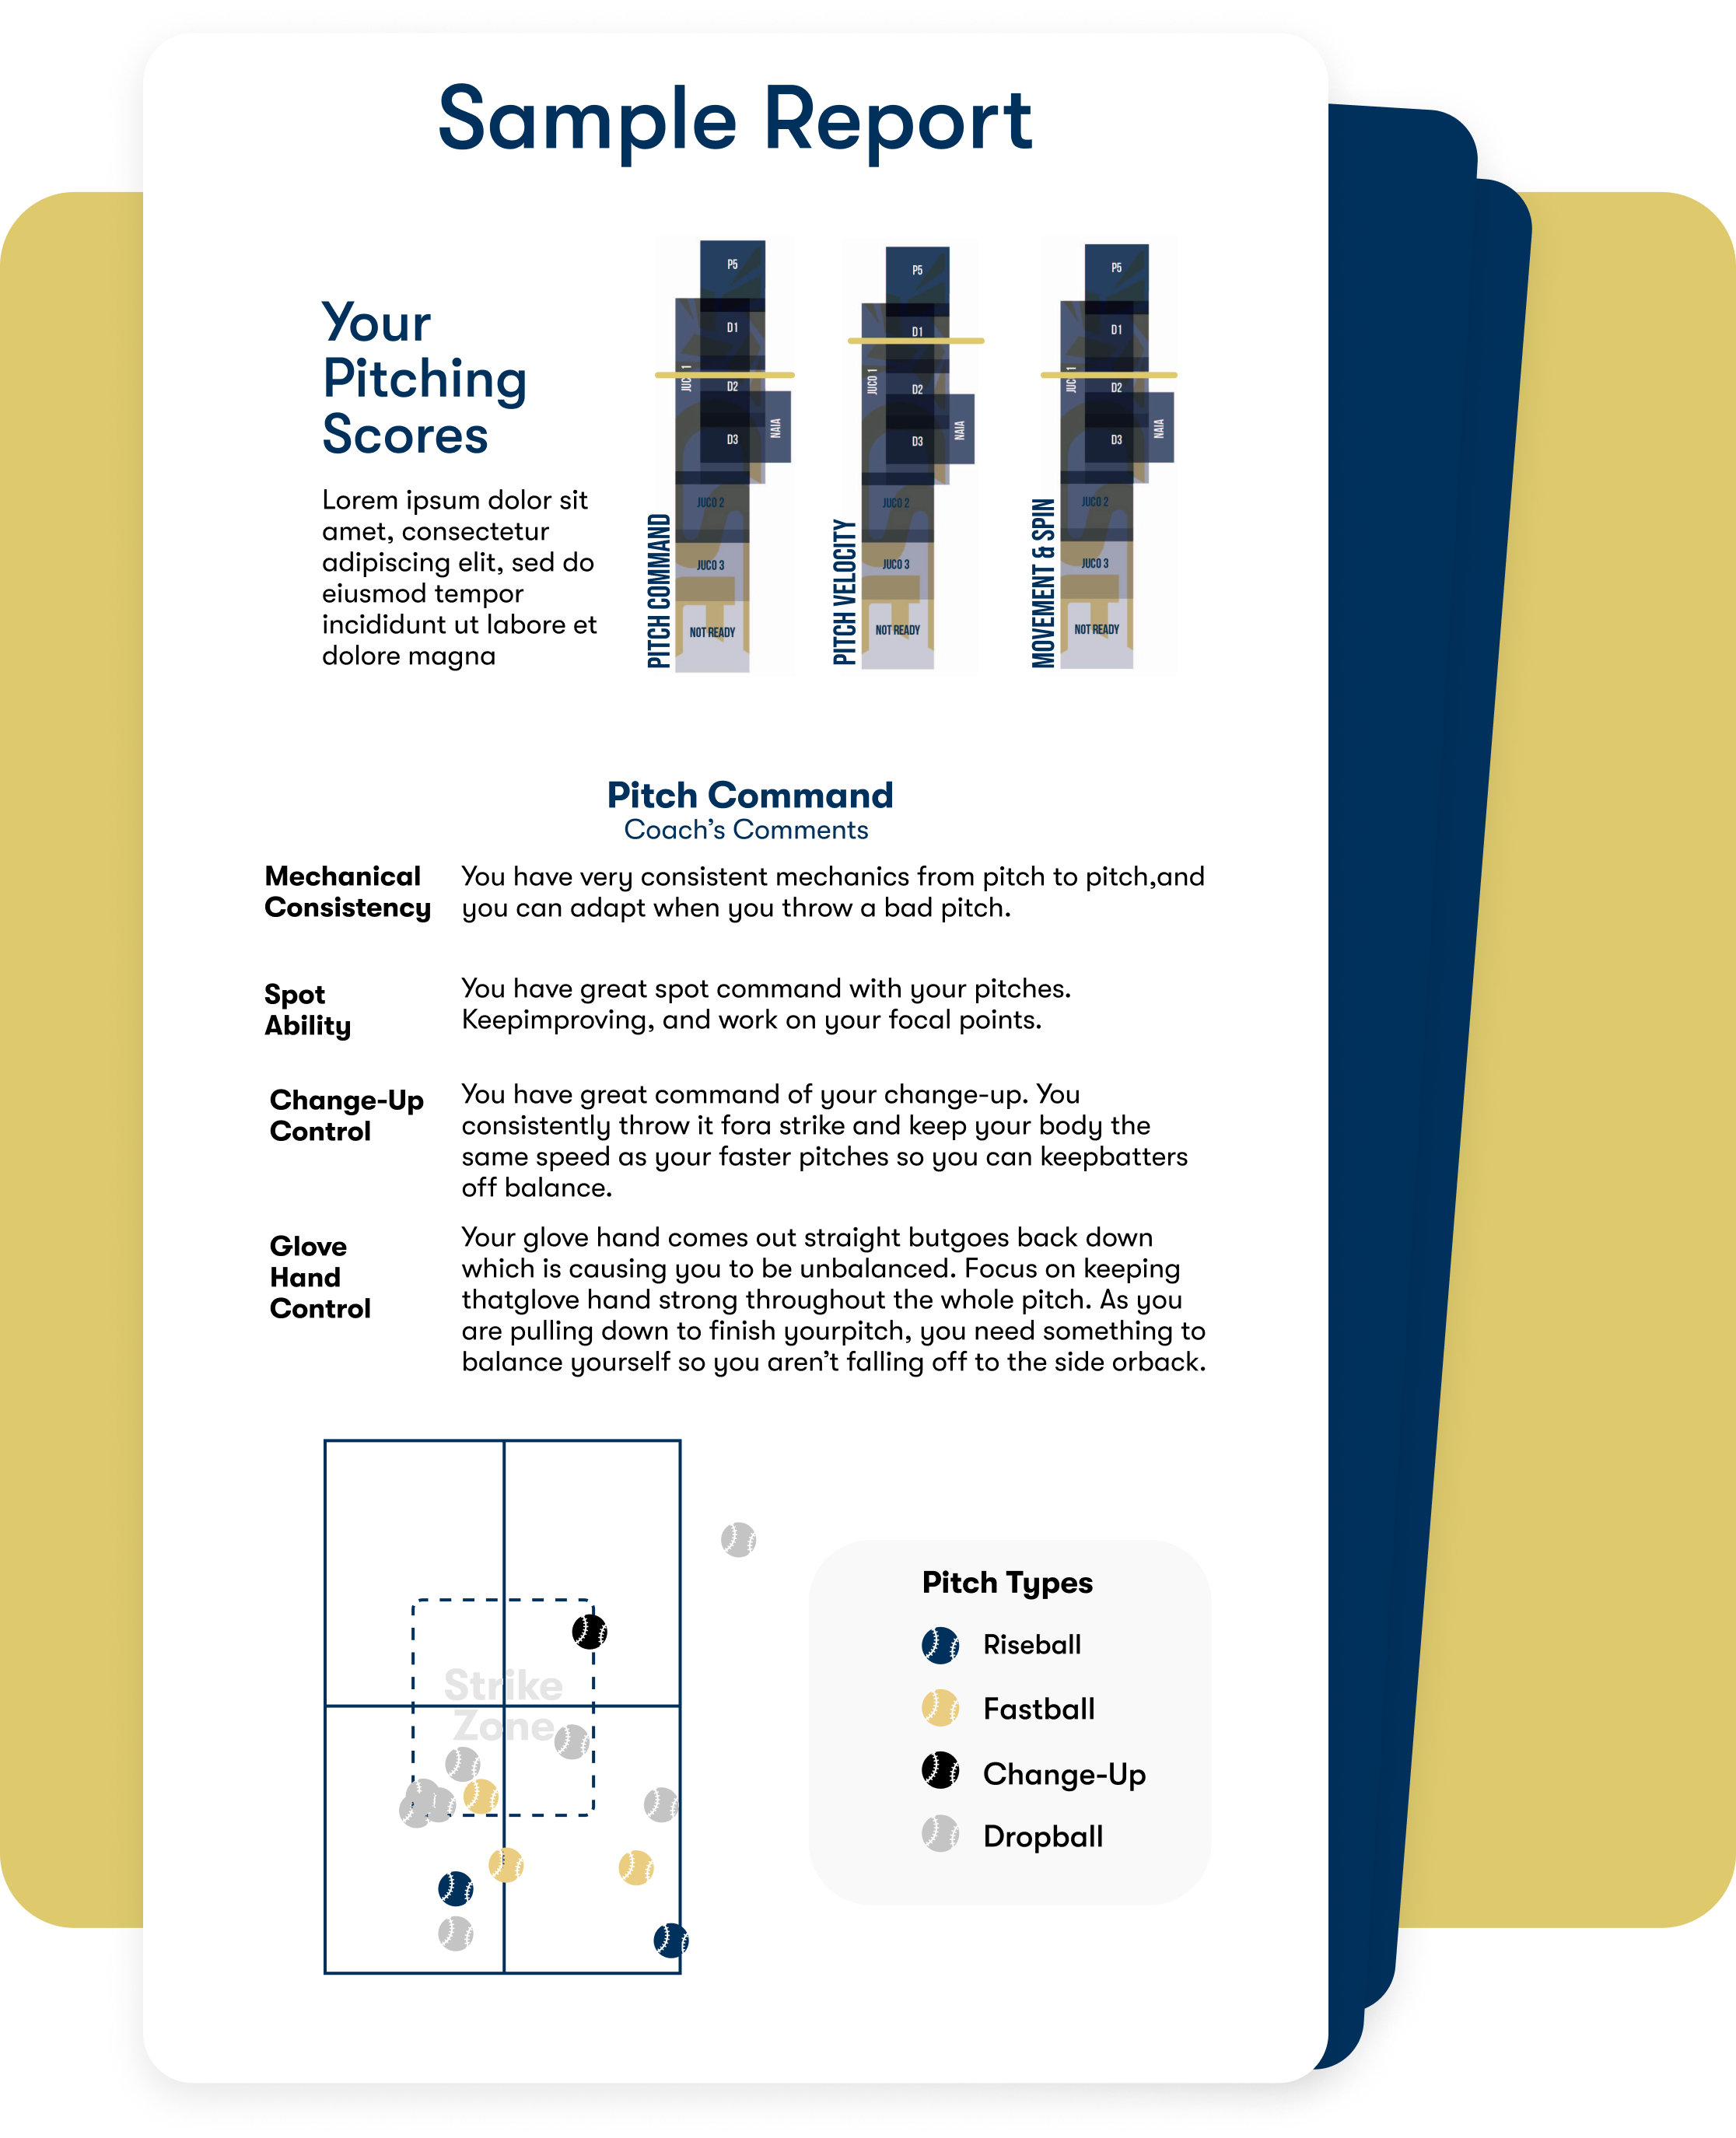 Sample Report
Your
Pitching
Scores
Lorem ipsum dolor sit
amet, consectetur
adipiscing elit, sed do
eiusmod tempor
incididunt ut labore et
dolore magna
PITCH COMMAND
P5
D1
JUCO 1
D2
D3
NAIA
JUCO 2
JUCO 3
NOT READY
PITCH VELOCITY
P5
D1
JUCO 1
D2
D3
NAIA
JUCO 2
JUCO 3
NOT READY
MOVEMENT & SPIN
P5
D1
JUCO 1
D2
D3
NAIA
JUCO 2
JUCO 3
NOT READY
Pitch Command
Coach’s Comments
Mechanical
Consistency
You have very consistent mechanics from pitch to pitch,and
you can adapt when you throw a bad pitch.
Spot
Ability
You have great spot command with your pitches.
Keepimproving, and work on your focal points.
Change-Up
Control
You have great command of your change-up. You
consistently throw it fora strike and keep your body the
same speed as your faster pitches so you can keepbatters
off balance.
Glove
Hand
Control
Your glove hand comes out straight butgoes back down
which is causing you to be unbalanced. Focus on keeping
thatglove hand strong throughout the whole pitch. As you
are pulling down to finish yourpitch, you need something to
balance yourself so you aren’t falling off to the side orback.
Strike
Zone
Pitch Types
Riseball
Fastball
Change-Up
Dropball